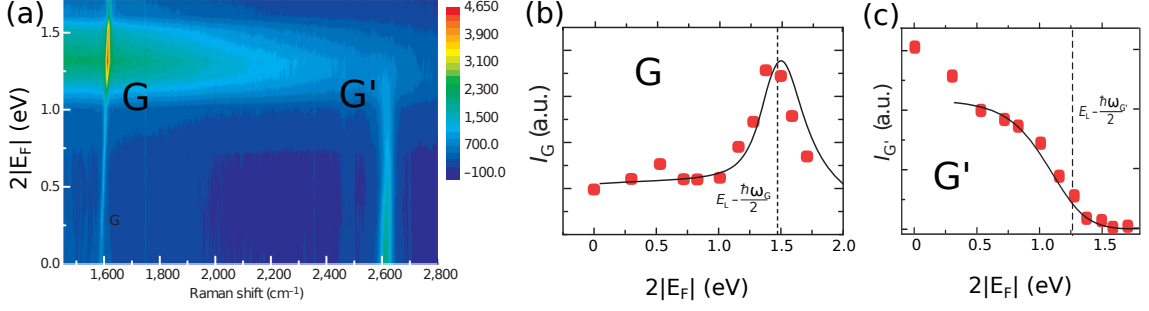 (a)
2|E_F| (eV)
1.5
1.0
0.5
0.0
G
G'
G
1,600
1,800
2,000
2,200
2,400
2,600
2,800
Raman shift (cm⁻¹)
4,650
3,900
3,100
2,300
1,500
700.0
−100.0
(b)
G
I_G (a.u.)
E_L - ħω_G/2
0
0.5
1.0
1.5
2.0
2|E_F| (eV)
(c)
I_G' (a.u.)
G'
E_L - ħω_G'/2
0
0.5
1.0
1.5
2|E_F| (eV)